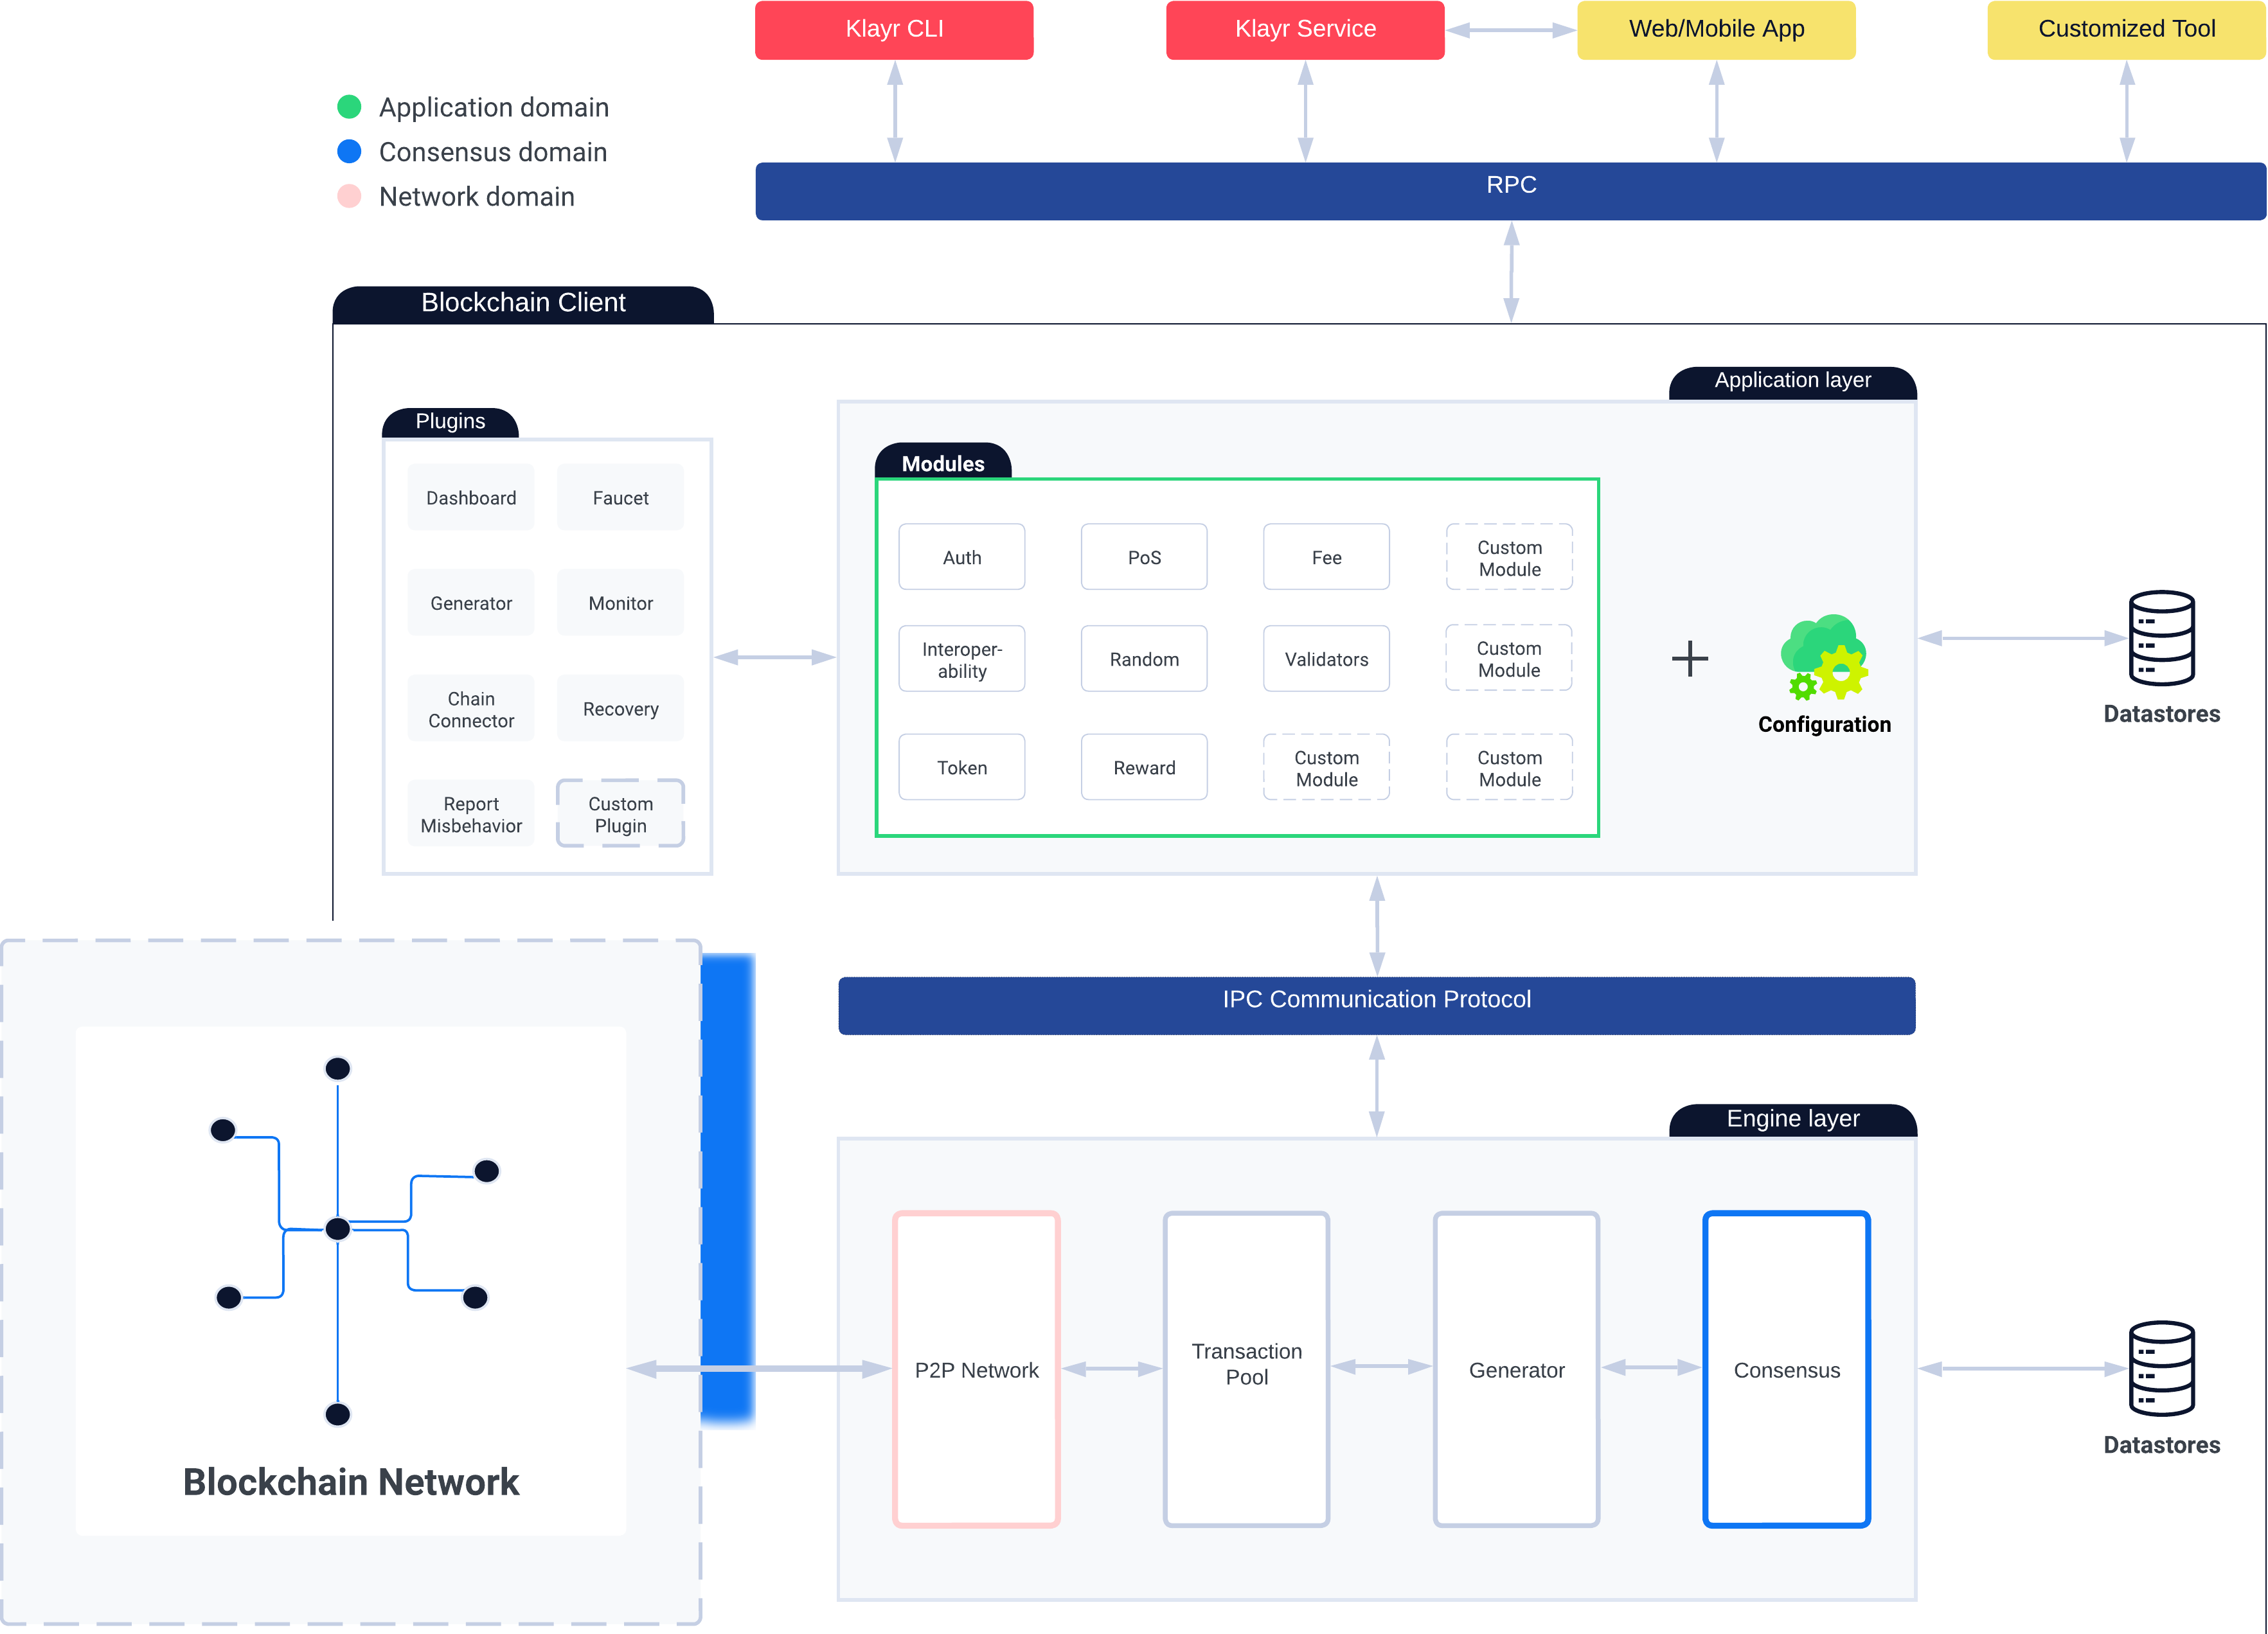 Klayr CLI
Klayr Service
Web/Mobile App
Customized Tool
Application domain
Consensus domain
Network domain
RPC
Blockchain Client
Application layer
Plugins
Dashboard
Faucet
Generator
Monitor
Chain
Connector
Recovery
Report
Misbehavior
Custom
Plugin
Modules
Auth
PoS
Fee
Custom
Module
Interoper-
ability
Random
Validators
Custom
Module
Token
Reward
Custom
Module
Custom
Module
Configuration
Datastores
IPC Communication Protocol
Engine layer
P2P Network
Transaction
Pool
Generator
Consensus
Datastores
Blockchain Network